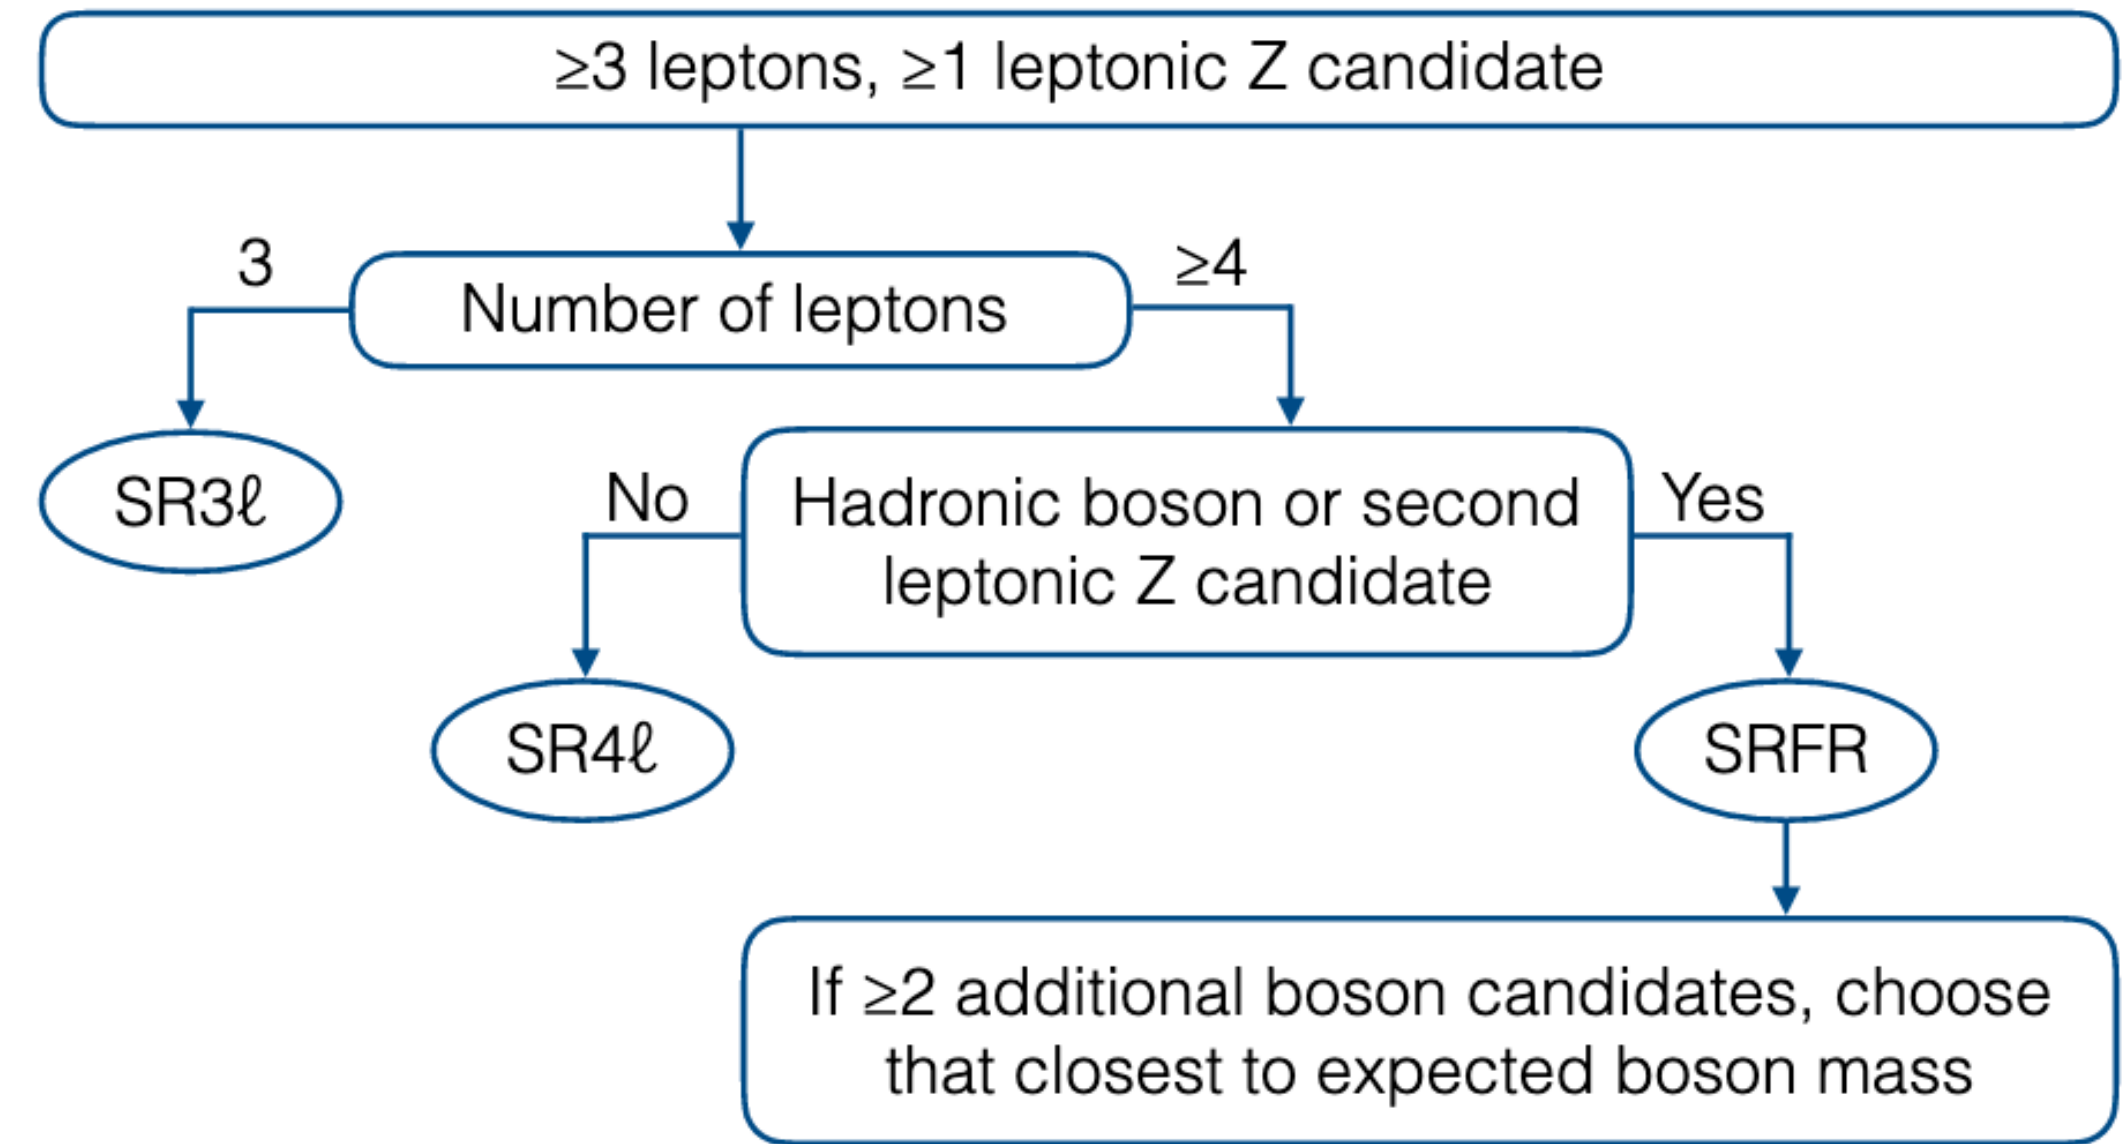 ≥3 leptons, ≥1 leptonic Z candidate
3
Number of leptons
≥4
SR3ℓ
No
Hadronic boson or second
leptonic Z candidate
Yes
SR4ℓ
SRFR
If ≥2 additional boson candidates, choose
that closest to expected boson mass